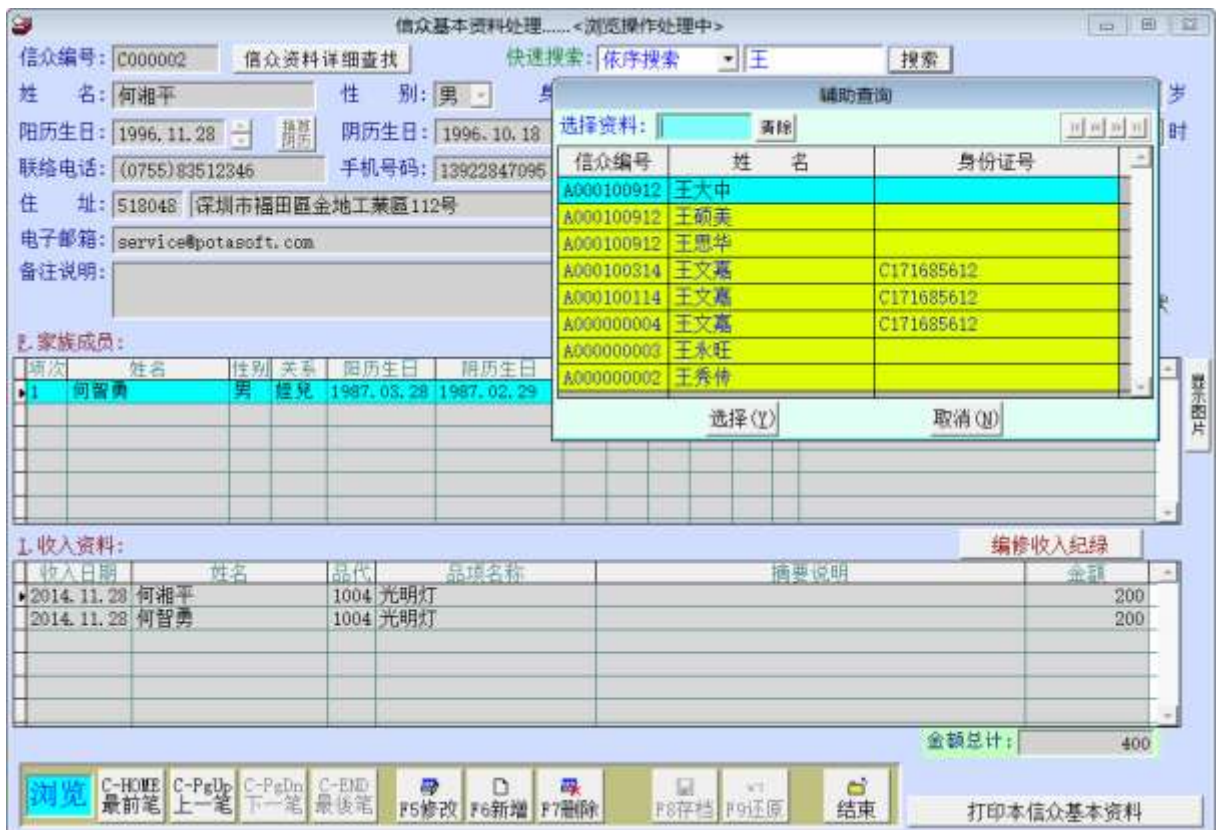 信众基本资料处理......<浏览操作处理中>
信众编号: C000002 信众资料详细查找 快速搜索: 依序搜索 王 搜索
姓 名: 何湘平 性 别: 男 岁
阳历生日: 1996.11.28 阴历生日: 1996.10.18 时
联络电话: (0755)83512346 手机号码: 13922847095
住 址: 518048 深圳市福田區金地工業區112号
电子邮箱: service@potasoft.com
备注说明:
辅助查询
选择资料: 清除
信众编号 姓 名 身份证号
A000100912 王大中
A000100912 王硕美
A000100912 王思华
A000100314 王文嘉 C171685612
A000100114 王文嘉 C171685612
A000000004 王文嘉 C171685612
A000000003 王永旺
A000000002 王秀传
选择(Y) 取消(N)
显示图片
P.家族成员:
项次 姓名 性别 关系 阳历生日 阴历生日
1 何智勇 男 姪兒 1987.03.28 1987.02.29
I.收入资料: 编修收入纪绿
收入日期 姓名 品代 品项名称 摘要说明 金额
2014.11.28 何湘平 1004 光明灯 200
2014.11.28 何智勇 1004 光明灯 200
金额总计: 400
浏览 C-HOME 最前笔 C-PgUp 上一笔 C-PgDn 下一笔 C-END 最後笔 F5修改 F6新增 F7删除 F8存档 F9还原 结束 打印本信众基本资料